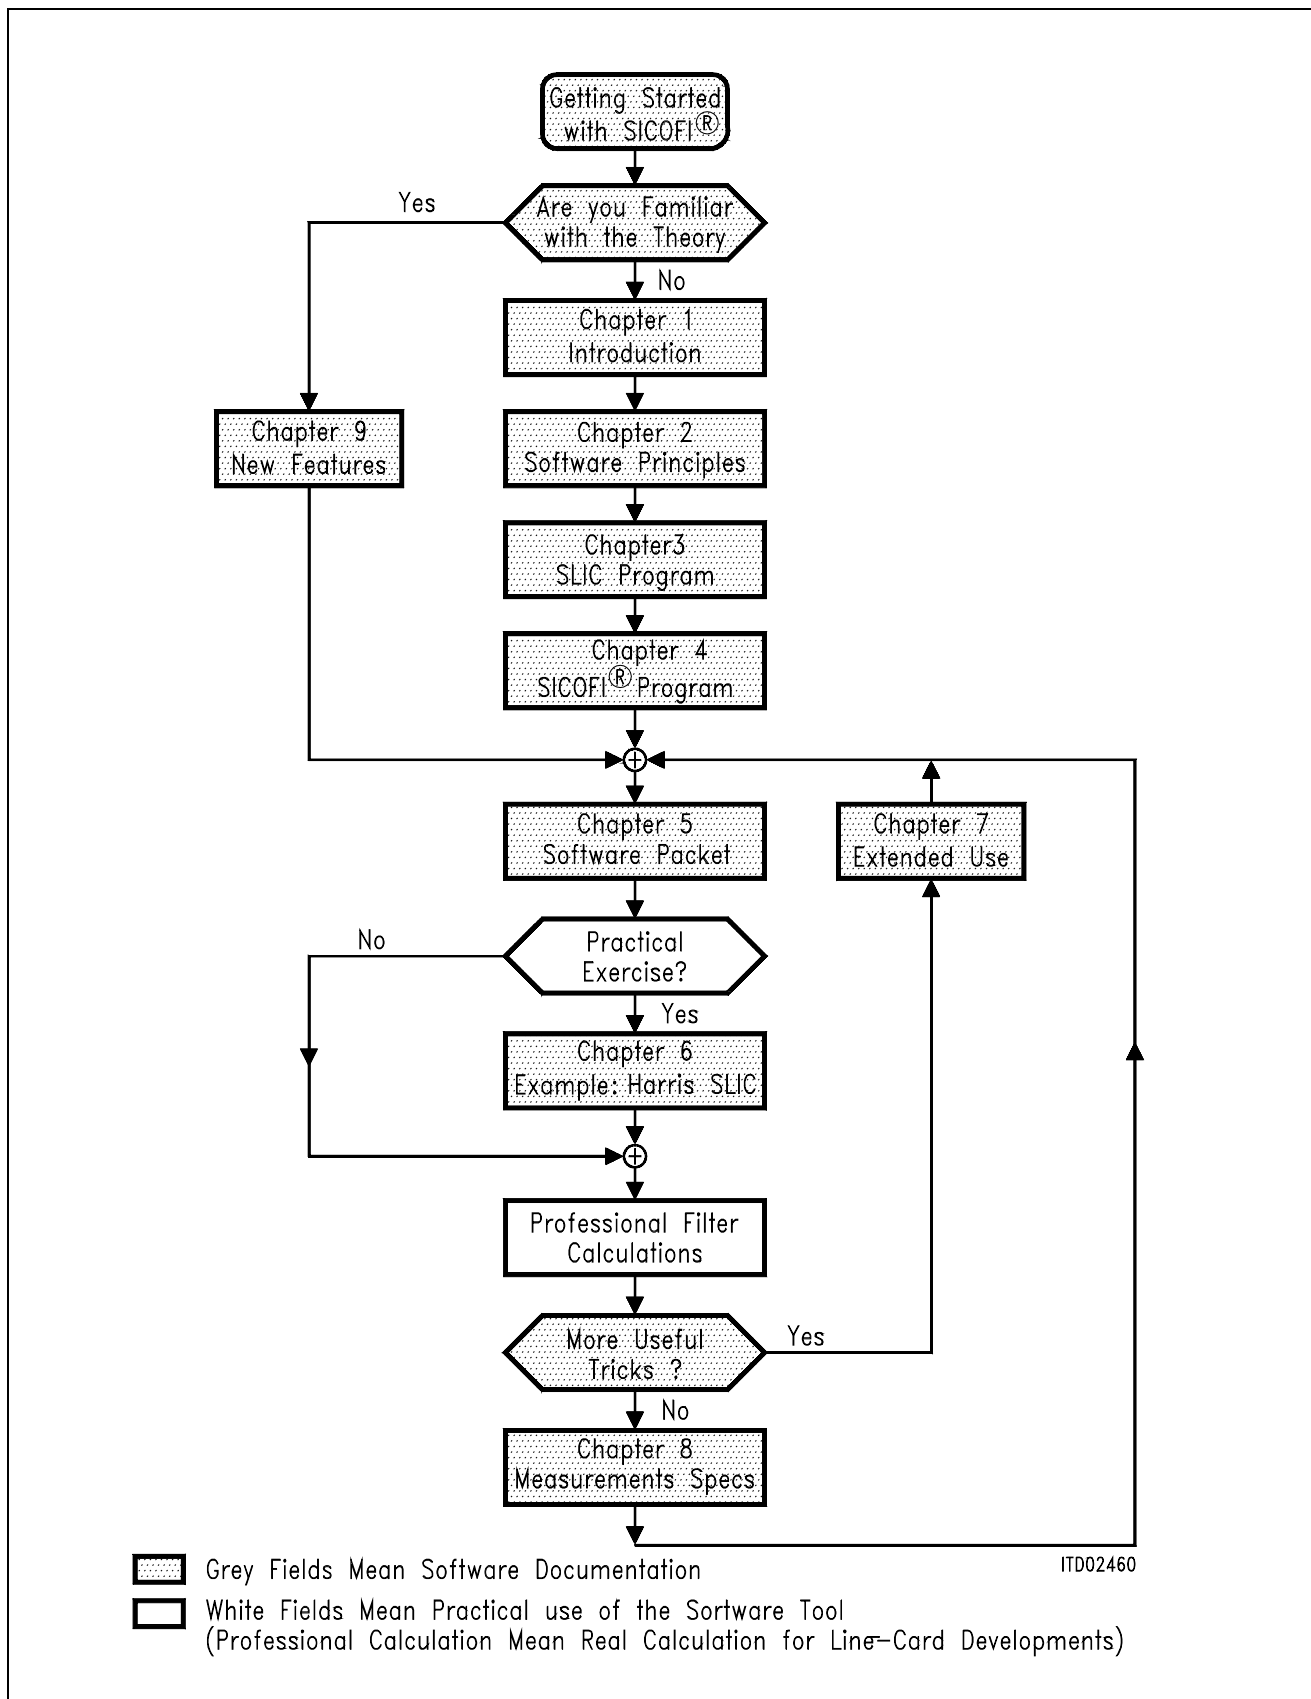 Getting Started
with SICOFI®
Yes
Are you Familiar
with the Theory
No
Chapter 1
Introduction
Chapter 9
New Features
Chapter 2
Software Principles
Chapter3
SLIC Program
Chapter 4
SICOFI® Program
Chapter 5
Software Packet
Chapter 7
Extended Use
No
Practical
Exercise?
Yes
Chapter 6
Example: Harris SLIC
Professional Filter
Calculations
More Useful
Tricks ?
Yes
No
Chapter 8
Measurements Specs
ITD02460
Grey Fields Mean Software Documentation
White Fields Mean Practical use of the Sortware Tool
(Professional Calculation Mean Real Calculation for Line-Card Developments)